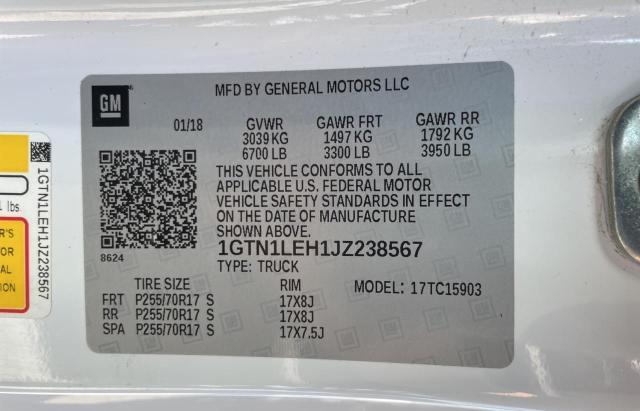 GM
MFD BY GENERAL MOTORS LLC
01/18 GVWR GAWR FRT GAWR RR
3039 KG 1497 KG 1792 KG
6700 LB 3300 LB 3950 LB
THIS VEHICLE CONFORMS TO ALL
APPLICABLE U.S. FEDERAL MOTOR
VEHICLE SAFETY STANDARDS IN EFFECT
ON THE DATE OF MANUFACTURE
SHOWN ABOVE.
8624
1GTN1LEH1JZ238567
TYPE: TRUCK
TIRE SIZE RIM MODEL: 17TC15903
FRT P255/70R17 S 17X8J
RR P255/70R17 S 17X8J
SPA P255/70R17 S 17X7.5J
1GTN1LEH1JZ238567
lbs.
R'S
OR
AL